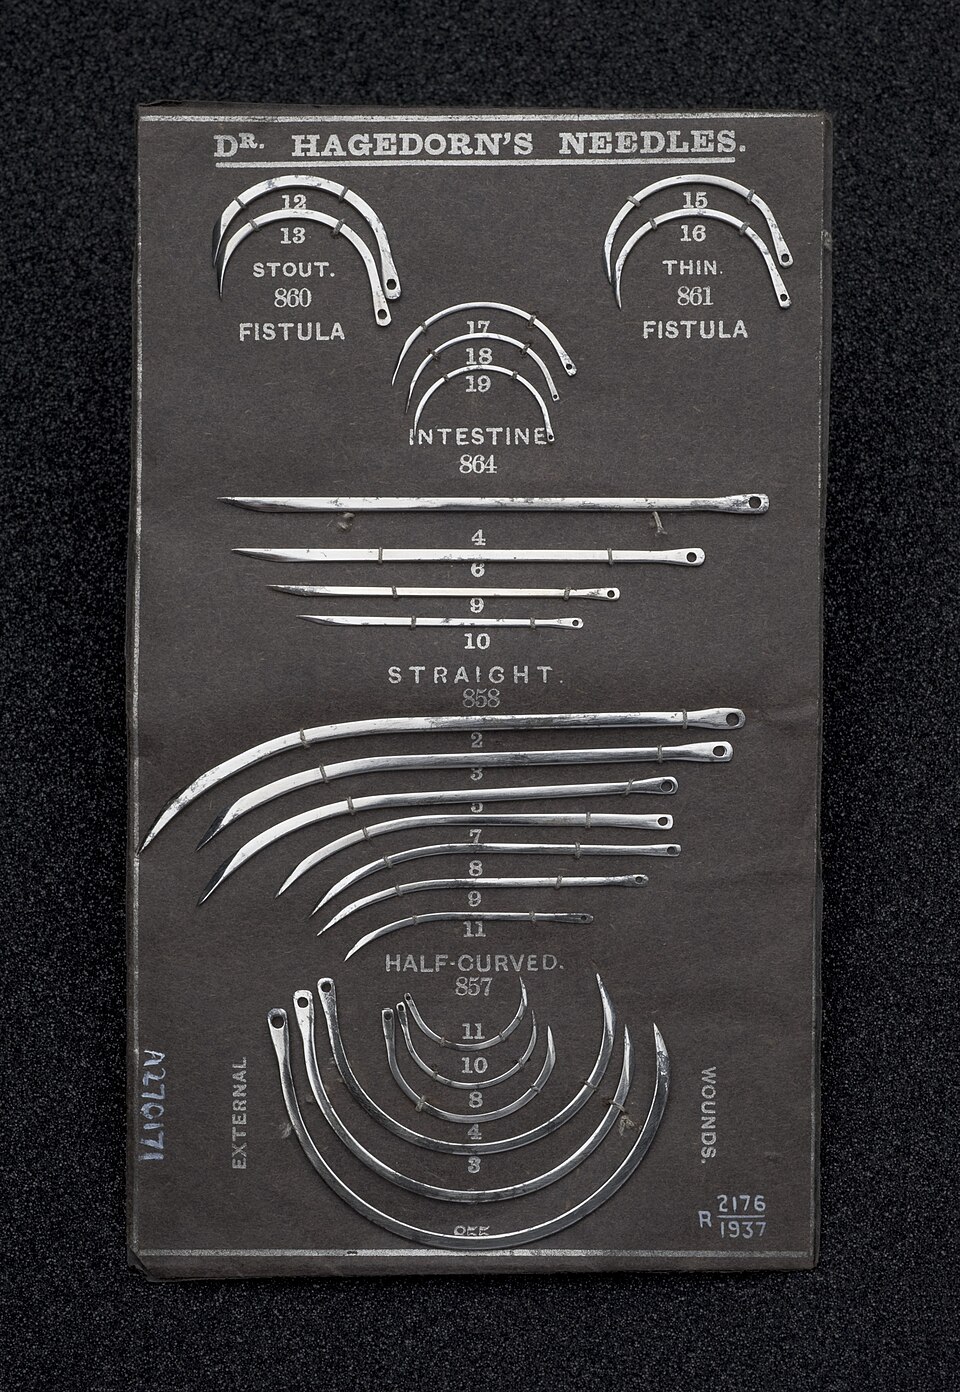 DR. HAGEDORN'S NEEDLES.
12
13
STOUT.
860
FISTULA
15
16
THIN.
861
FISTULA
17
18
19
INTESTINE
864
4
6
9
10
STRAIGHT.
858
2
3
5
7
8
9
11
HALF-CURVED.
857
11
10
8
4
3
855
EXTERNAL
WOUNDS.
A270171
R 2176
1937